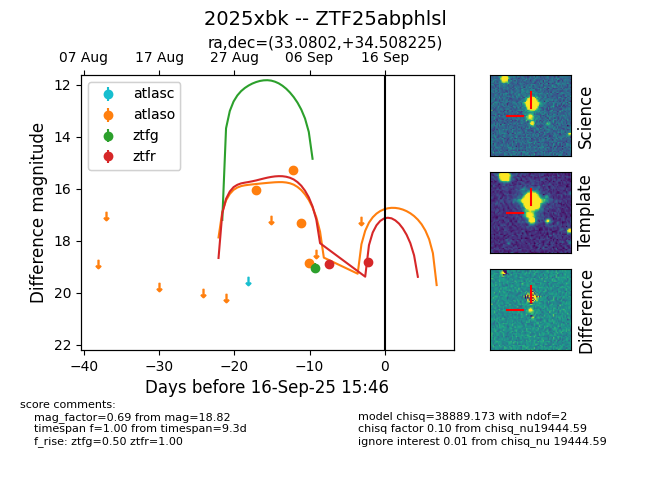 2025xbk -- ZTF25abphlsl
ra,dec=(33.0802,+34.508225)
07 Aug
17 Aug
27 Aug
06 Sep
16 Sep
12
14
16
18
20
22
Difference magnitude
atlasc
atlaso
ztfg
ztfr
−40
−30
−20
−10
0
Days before 16-Sep-25 15:46
Science
Template
Difference
score comments:
mag_factor=0.69 from mag=18.82
timespan f=1.00 from timespan=9.3d
f_rise: ztfg=0.50 ztfr=1.00
model chisq=38889.173 with ndof=2
chisq factor 0.10 from chisq_nu19444.59
ignore interest 0.01 from chisq_nu 19444.59